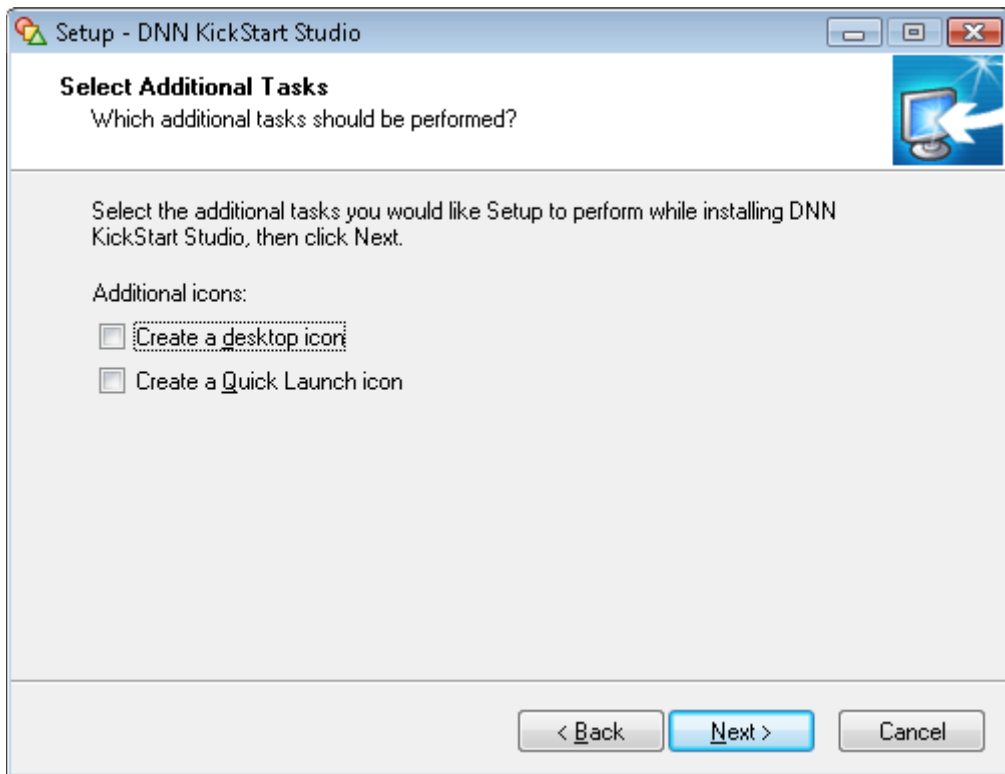 Setup - DNN KickStart Studio
Select Additional Tasks
Which additional tasks should be performed?
Select the additional tasks you would like Setup to perform while installing DNN
KickStart Studio, then click Next.
Additional icons:
Create a desktop icon
Create a Quick Launch icon
< Back
Next >
Cancel